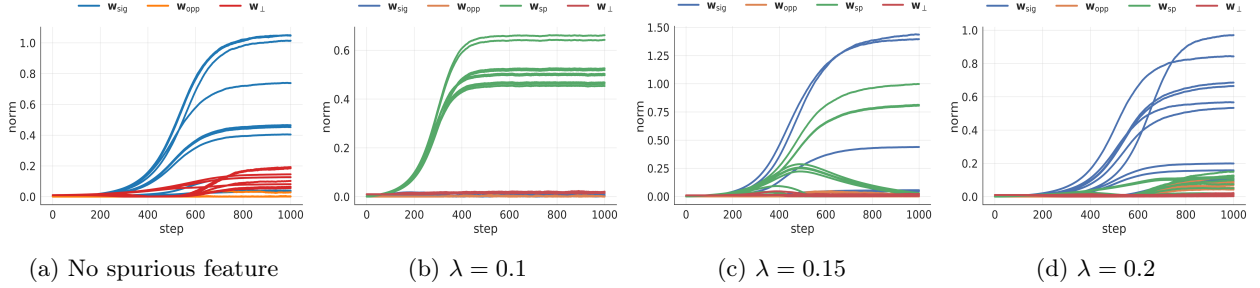 w_sig w_opp w_⊥
w_sig w_opp w_sp w_⊥
w_sig w_opp w_sp w_⊥
w_sig w_opp w_sp w_⊥
norm
1.0
0.8
0.6
0.4
0.2
0.0
0 200 400 600 800 1000
step
norm
0.6
0.4
0.2
0.0
0 200 400 600 800 1000
step
norm
1.50
1.25
1.00
0.75
0.50
0.25
0.00
0 200 400 600 800 1000
step
norm
1.0
0.8
0.6
0.4
0.2
0.0
0 200 400 600 800 1000
step
(a) No spurious feature
(b) λ = 0.1
(c) λ = 0.15
(d) λ = 0.2